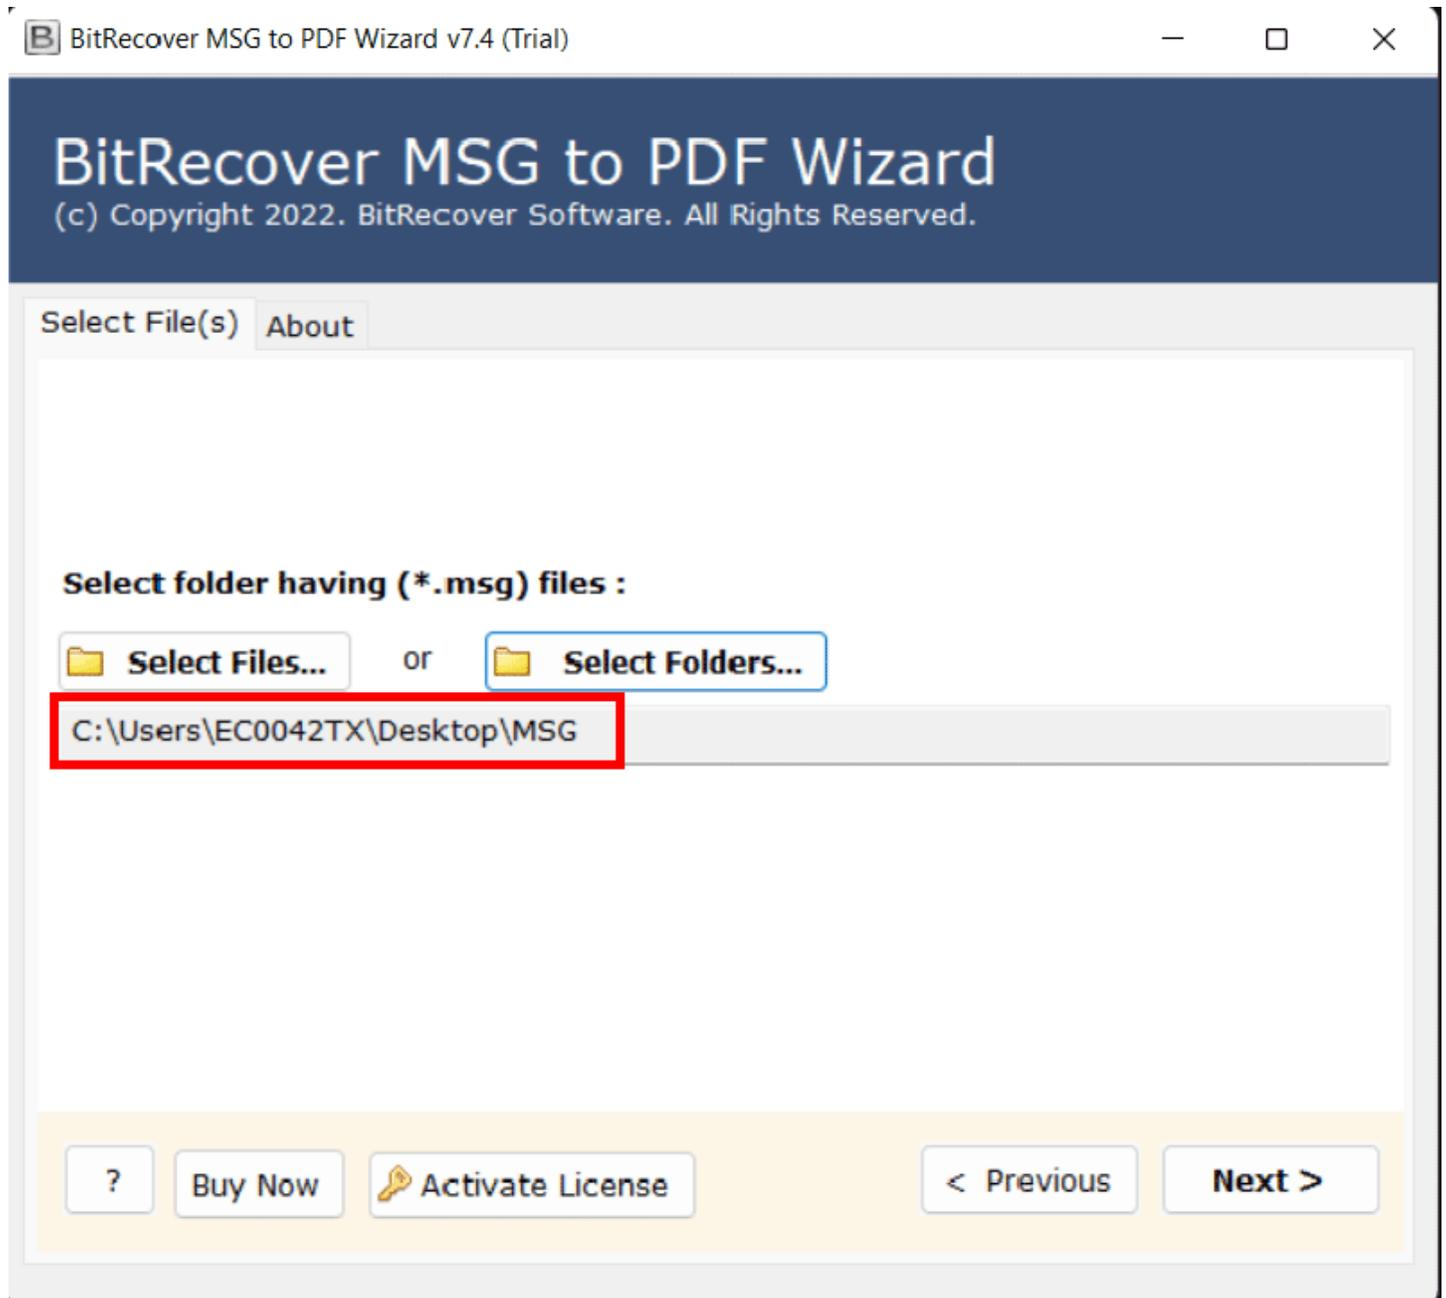 BitRecover MSG to PDF Wizard v7.4 (Trial)
BitRecover MSG to PDF Wizard
(c) Copyright 2022. BitRecover Software. All Rights Reserved.
Select File(s) About
Select folder having (*.msg) files :
Select Files... or Select Folders...
C:\Users\EC0042TX\Desktop\MSG
? Buy Now Activate License < Previous Next >